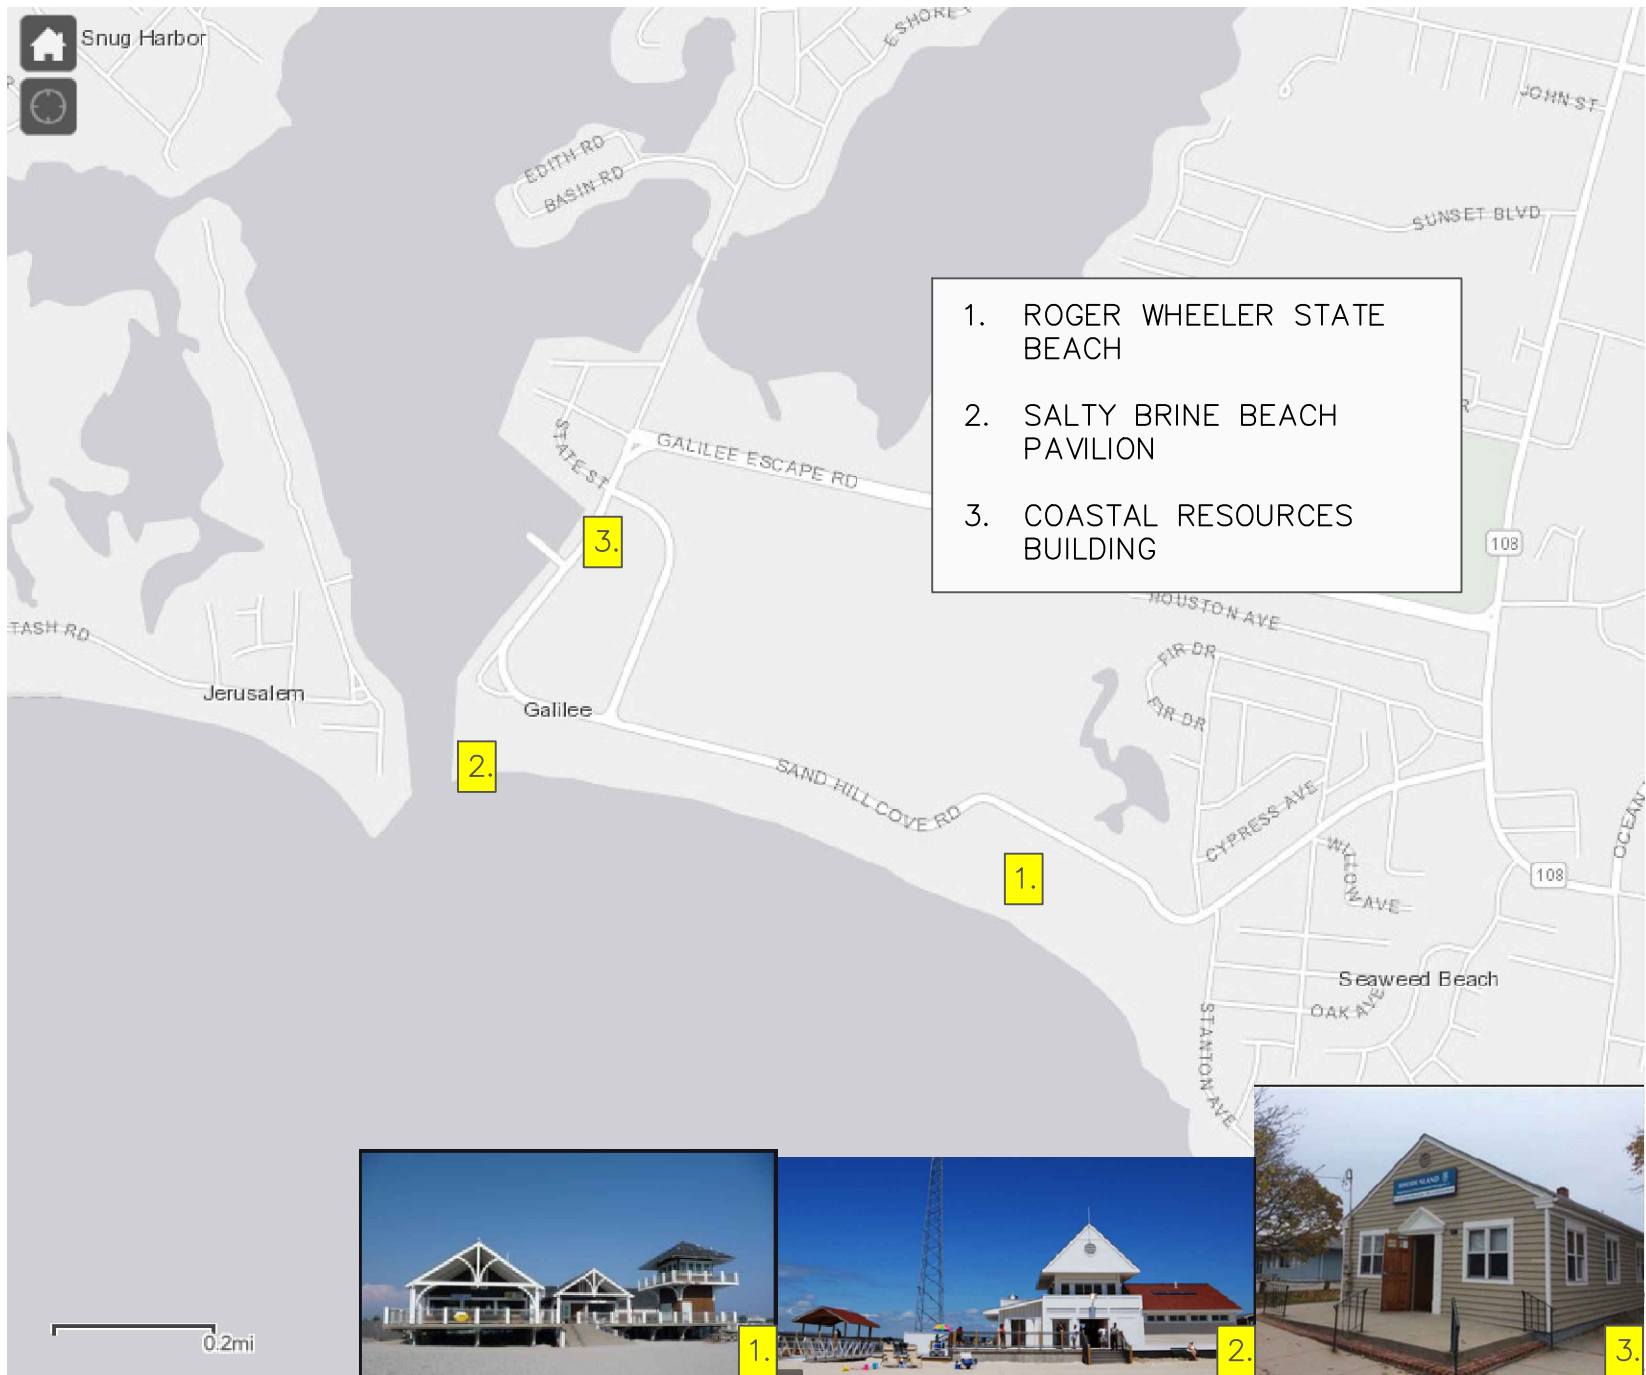 Snug Harbor
E SHORE
JOHN ST
EDITH RD
BASIN RD
SUNSET BLVD
1. ROGER WHEELER STATE
BEACH
2. SALTY BRINE BEACH
PAVILION
3. COASTAL RESOURCES
BUILDING
STATE ST
GALILEE ESCAPE RD
3.
108
HOUSTON AVE
TASH RD
FIR DR
Jerusalem
Galilee
FIR DR
2.
SAND HILL COVE RD
CYPRESS AVE
OCEAN
WILLOW AVE
108
1.
Seaweed Beach
OAK AVE
STANTON AVE
RHODE ISLAND
0.2mi
1.
2.
3.